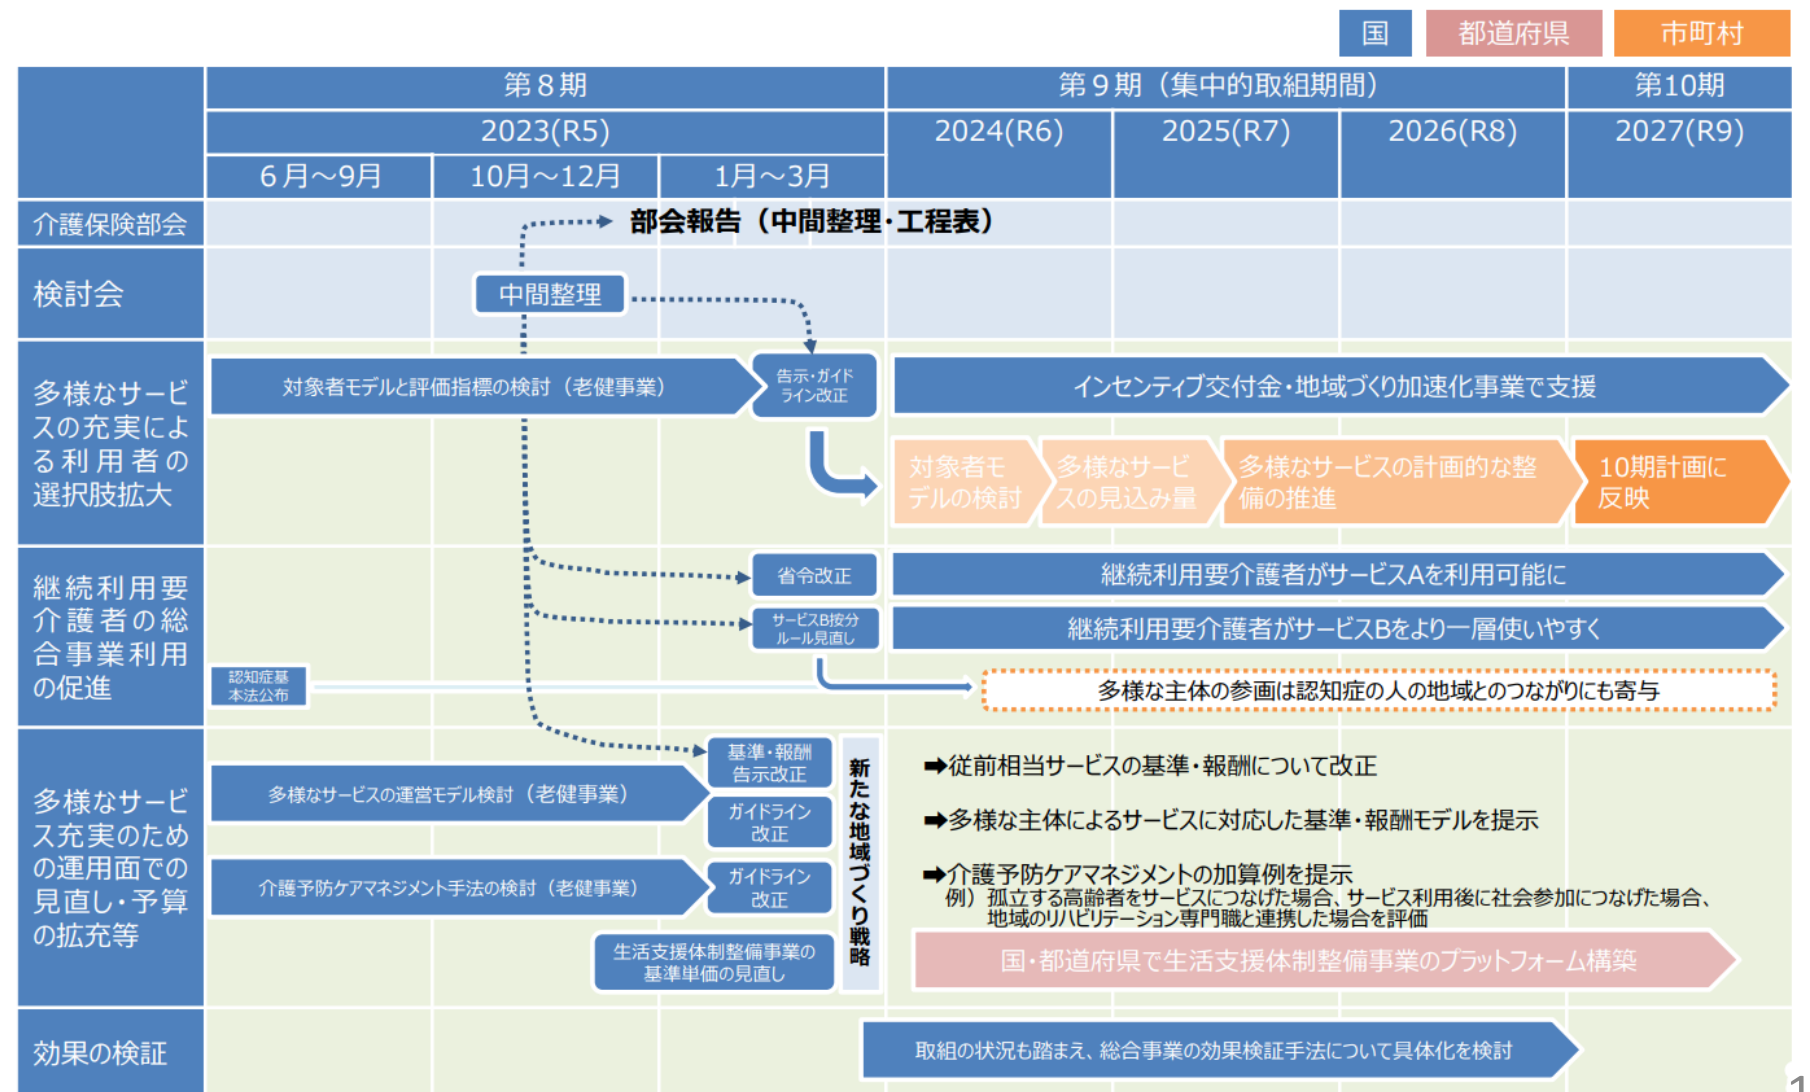 国
都道府県
市町村
第8期
第9期（集中的取組期間）
第10期
2023(R5)
2024(R6)
2025(R7)
2026(R8)
2027(R9)
6月～9月
10月～12月
1月～3月
介護保険部会
部会報告（中間整理・工程表）
検討会
中間整理
多様なサービ
スの充実によ
る利用者の
選択肢拡大
対象者モデルと評価指標の検討（老健事業）
告示・ガイド
ライン改正
インセンティブ交付金・地域づくり加速化事業で支援
対象者モ
デルの検討
多様なサービ
スの見込み量
多様なサービスの計画的な整
備の推進
10期計画に
反映
継続利用要
介護者の総
合事業利用
の促進
省令改正
継続利用要介護者がサービスAを利用可能に
サービスB按分
ルール見直し
継続利用要介護者がサービスBをより一層使いやすく
認知症基
本法公布
多様な主体の参画は認知症の人の地域とのつながりにも寄与
多様なサービ
ス充実のため
の運用面での
見直し・予算
の拡充等
多様なサービスの運営モデル検討（老健事業）
基準・報酬
告示改正
ガイドライン
改正
介護予防ケアマネジメント手法の検討（老健事業）
ガイドライン
改正
生活支援体制整備事業の
基準単価の見直し
新たな地域づくり戦略
➡従前相当サービスの基準・報酬について改正
➡多様な主体によるサービスに対応した基準・報酬モデルを提示
➡介護予防ケアマネジメントの加算例を提示
例）孤立する高齢者をサービスにつなげた場合、サービス利用後に社会参加につなげた場合、
地域のリハビリテーション専門職と連携した場合を評価
国・都道府県で生活支援体制整備事業のプラットフォーム構築
効果の検証
取組の状況も踏まえ、総合事業の効果検証手法について具体化を検討
1